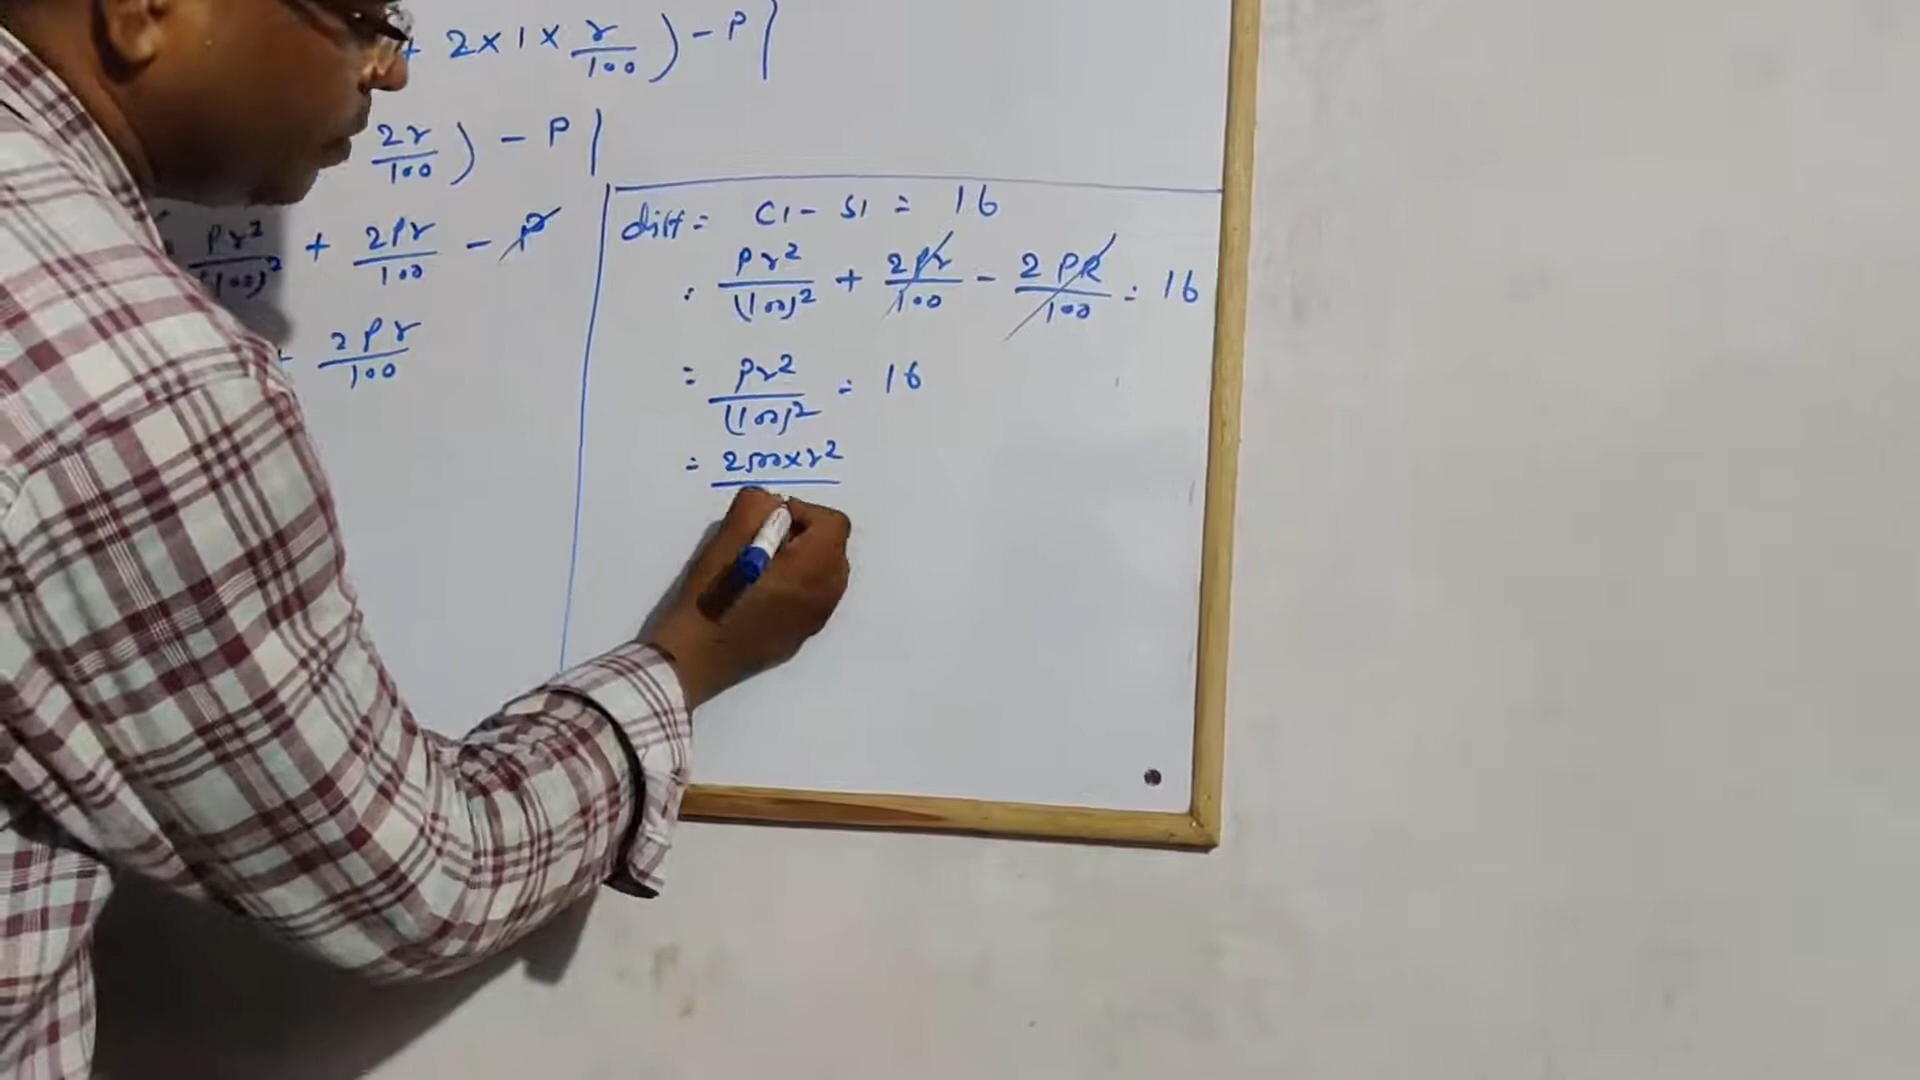 + 2 × 1 × r/100 ) - P |
2r/100 ) - P |
Pr²/(100)² + 2Pr/100 - P
+ 2Pr/100
diff = CI - SI = 16
: Pr²/(100)² + 2Pr/100 - 2PR/100 = 16
= Pr²/(100)² = 16
= 2500×r²